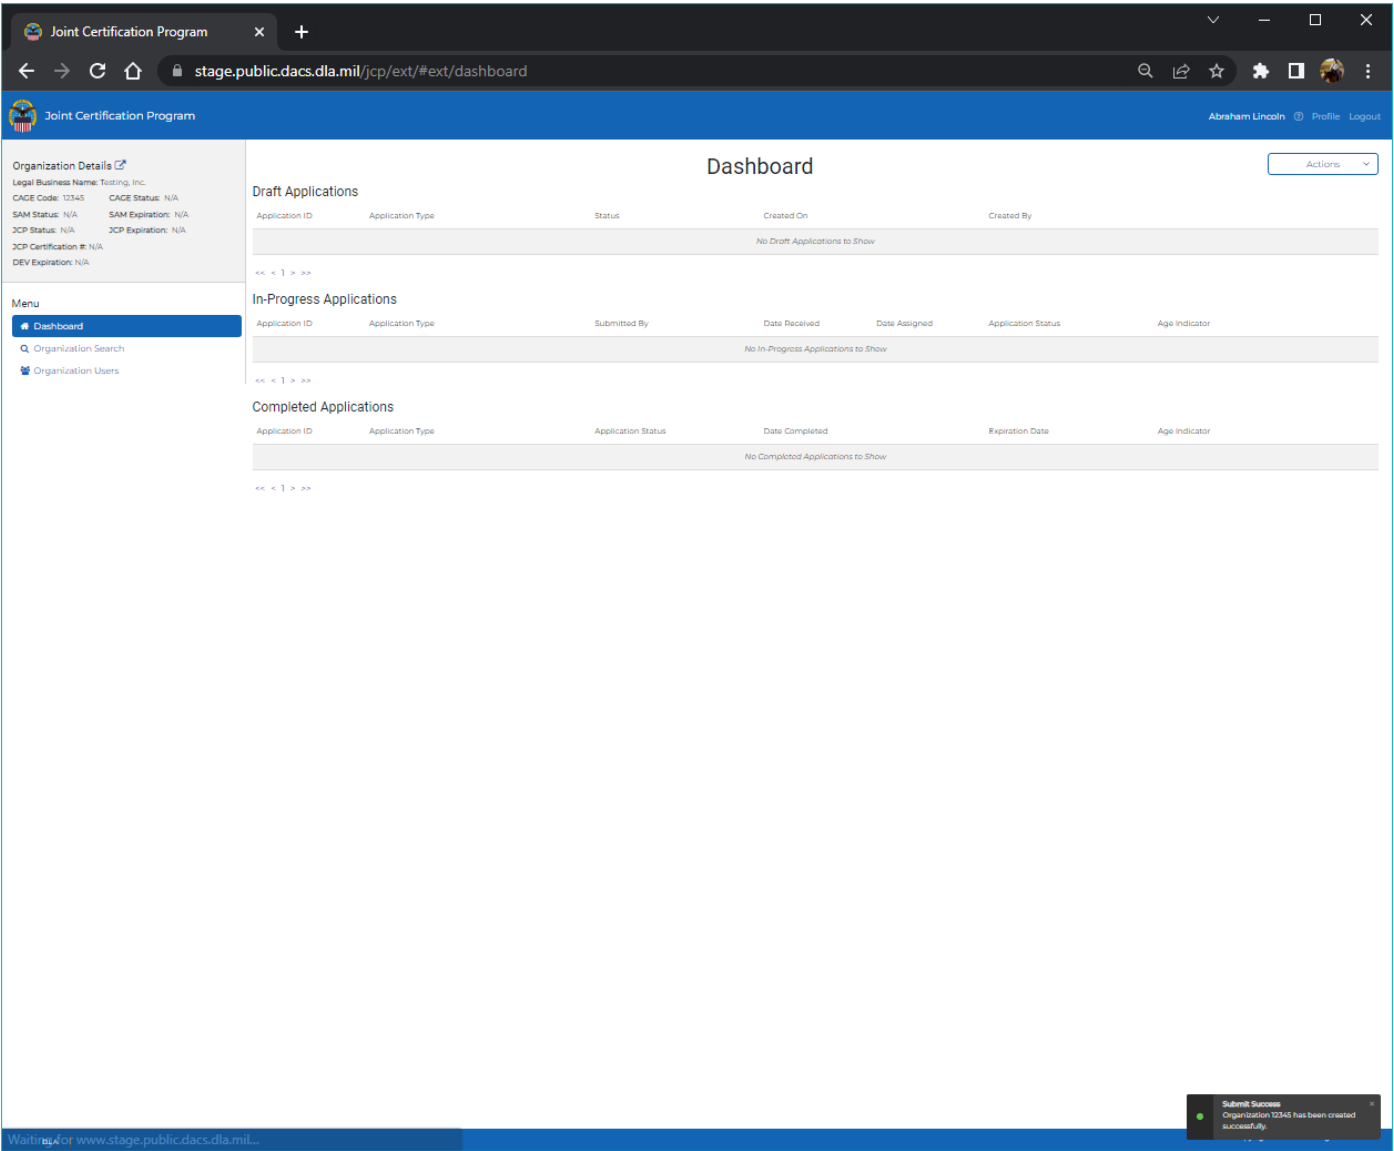 Joint Certification Program
stage.public.dacs.dla.mil/jcp/ext/#ext/dashboard
Joint Certification Program
Abraham Lincoln Profile Logout
Organization Details
Legal Business Name: Testing, Inc.
CAGE Code: 12345 CAGE Status: N/A
SAM Status: N/A SAM Expiration: N/A
JCP Status: N/A JCP Expiration: N/A
JCP Certification #: N/A
DEV Expiration: N/A
Menu
Dashboard
Organization Search
Organization Users
Dashboard
Actions
Draft Applications
Application ID Application Type Status Created On Created By
No Draft Applications to Show
<< < 1 > >>
In-Progress Applications
Application ID Application Type Submitted By Date Received Date Assigned Application Status Age Indicator
No In-Progress Applications to Show
<< < 1 > >>
Completed Applications
Application ID Application Type Application Status Date Completed Expiration Date Age Indicator
No Completed Applications to Show
<< < 1 > >>
Submit Success
Organization 12345 has been created
successfully.
Waiting for www.stage.public.dacs.dla.mil...